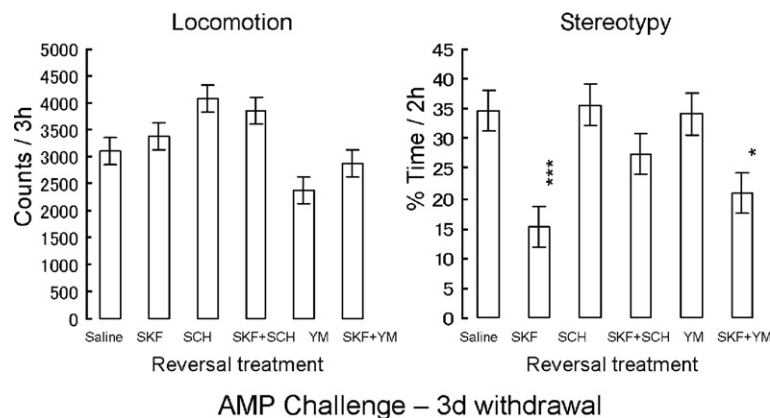 Locomotion
Counts / 3h
5000
4500
4000
3500
3000
2500
2000
1500
1000
500
0
Saline SKF SCH SKF+SCH YM SKF+YM
Reversal treatment
Stereotypy
% Time / 2h
45
40
35
30
25
20
15
10
5
0
***
*
Saline SKF SCH SKF+SCH YM SKF+YM
Reversal treatment
AMP Challenge – 3d withdrawal